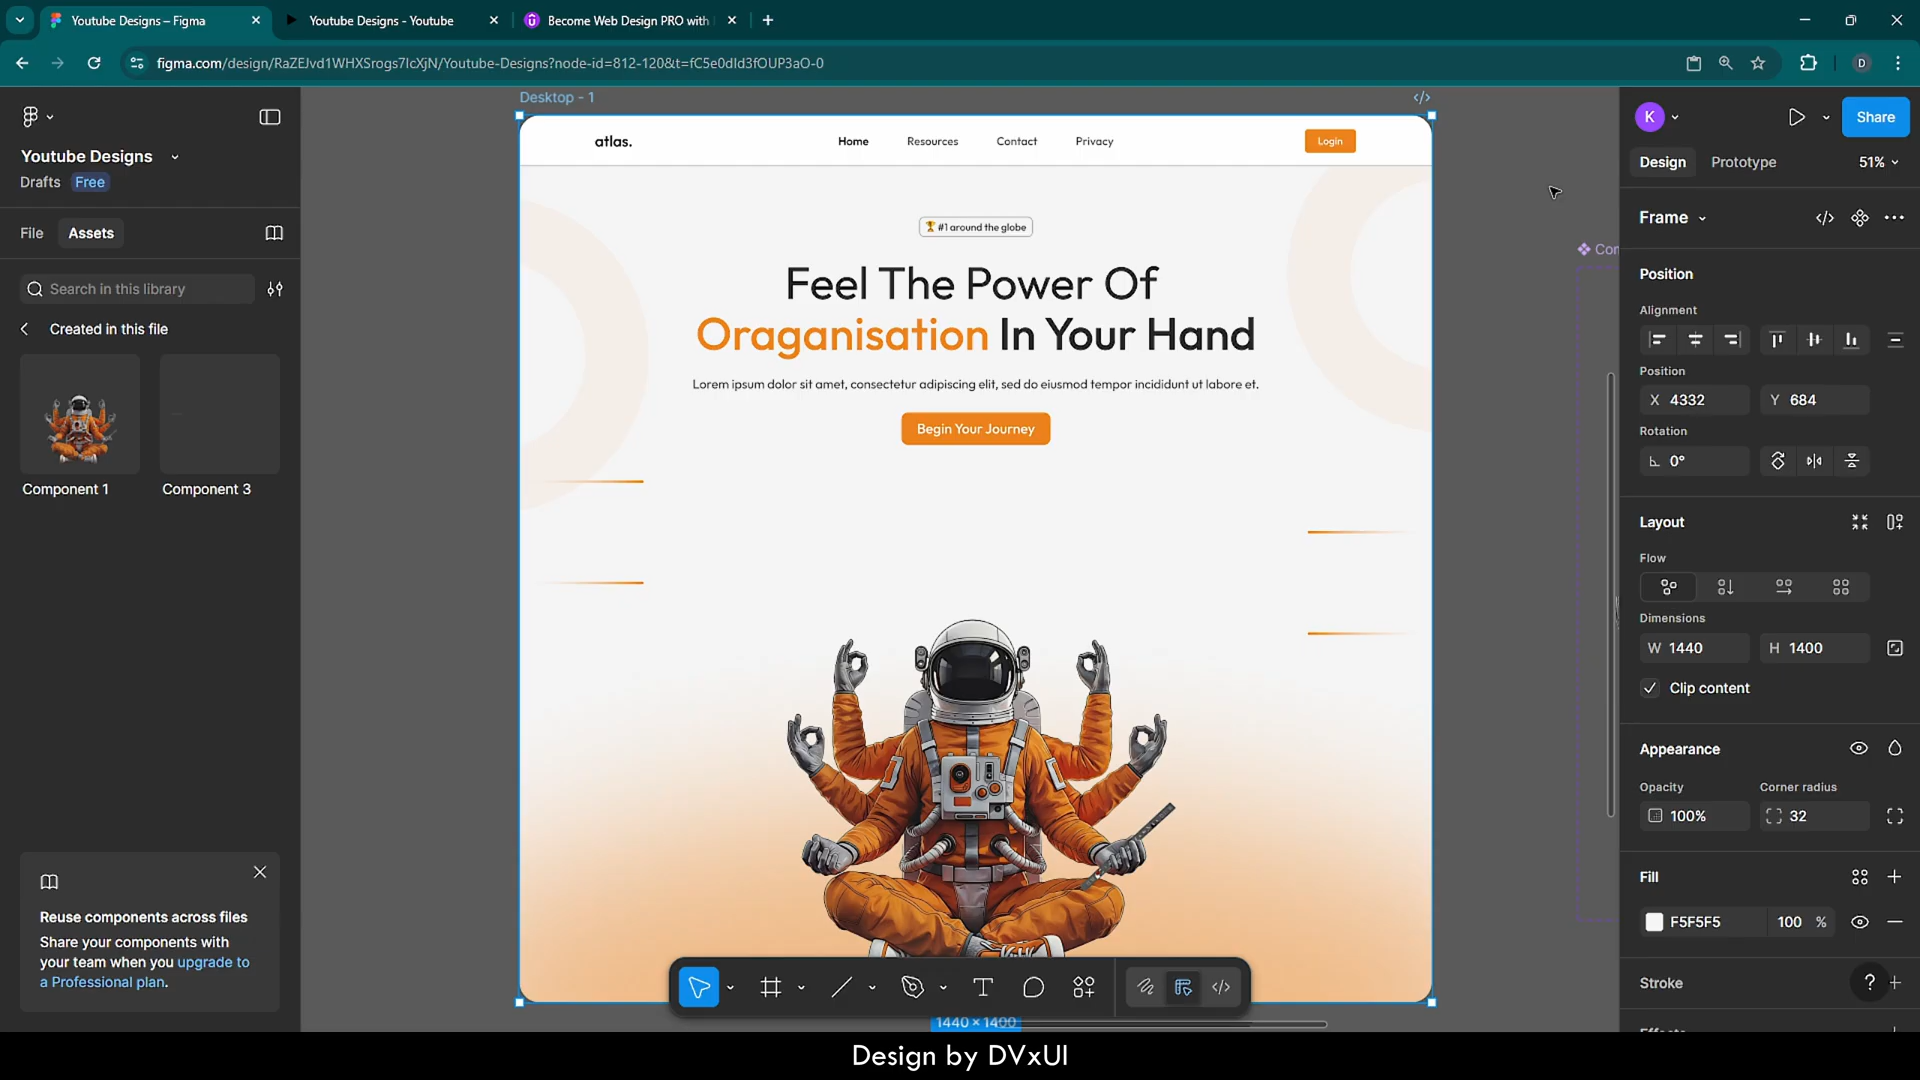 Youtube Designs – Figma
Youtube Designs - Youtube
Become Web Design PRO with
figma.com/design/RaZEJvd1WHXSrogs7IcXjN/Youtube-Designs?node-id=812-120&t=fC5e0dId3fOUP3aO-0
D
Youtube Designs
Drafts Free
File Assets
Search in this library
Created in this file
Component 1
Component 3
Reuse components across files
Share your components with
your team when you upgrade to
a Professional plan.
Desktop – 1
atlas.
Home
Resources
Contact
Privacy
Login
🏆 #1 around the globe
Feel The Power Of
Oraganisation In Your Hand
Lorem ipsum dolor sit amet, consectetur adipiscing elit, sed do eiusmod tempor incididunt ut labore et.
Begin Your Journey
1440 × 1400
Con
K
Share
Design Prototype 51%
Frame
Position
Alignment
Position
X 4332 Y 684
Rotation
0°
Layout
Flow
Dimensions
W 1440 H 1400
Clip content
Appearance
Opacity Corner radius
100% 32
Fill
F5F5F5 100 %
Stroke
?
Effects
Design by DVxUI